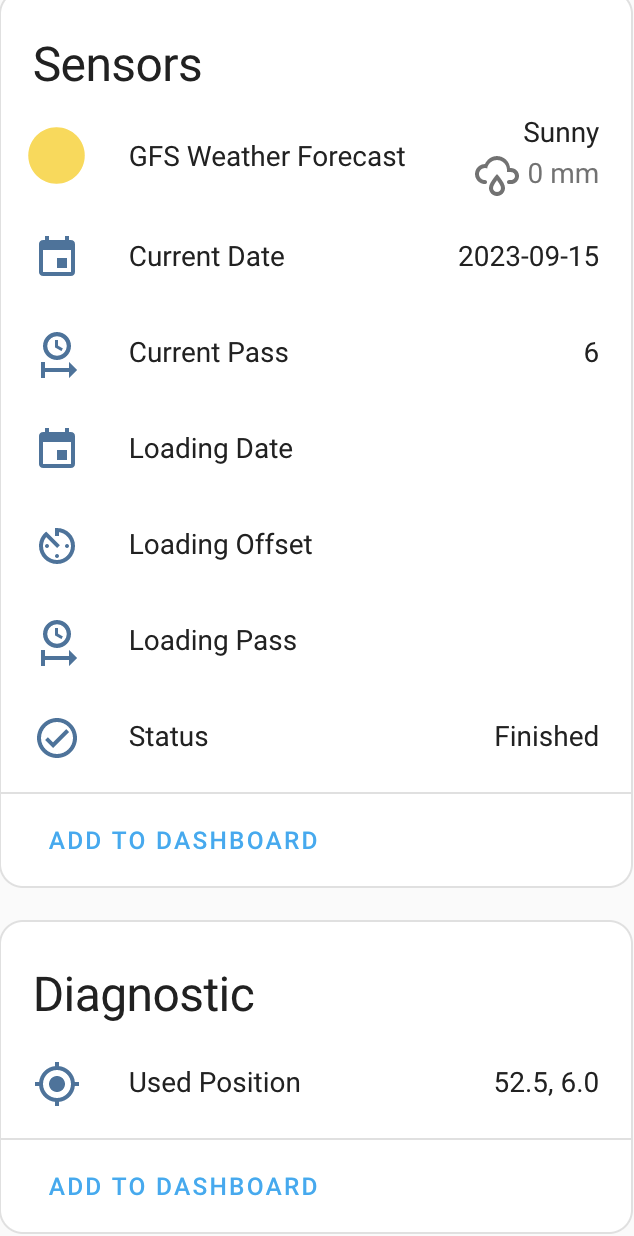 Sensors
GFS Weather Forecast
Sunny
0 mm
Current Date 2023-09-15
Current Pass 6
Loading Date
Loading Offset
Loading Pass
Status Finished
ADD TO DASHBOARD
Diagnostic
Used Position 52.5, 6.0
ADD TO DASHBOARD